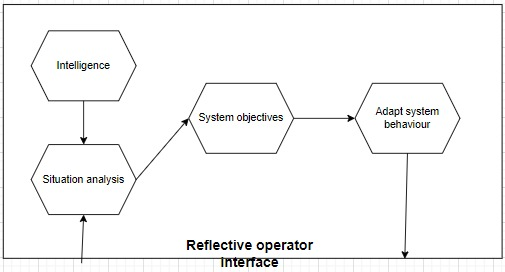 Intelligence
Situation analysis
System objectives
Adapt system
behaviour
Reflective operator
interface